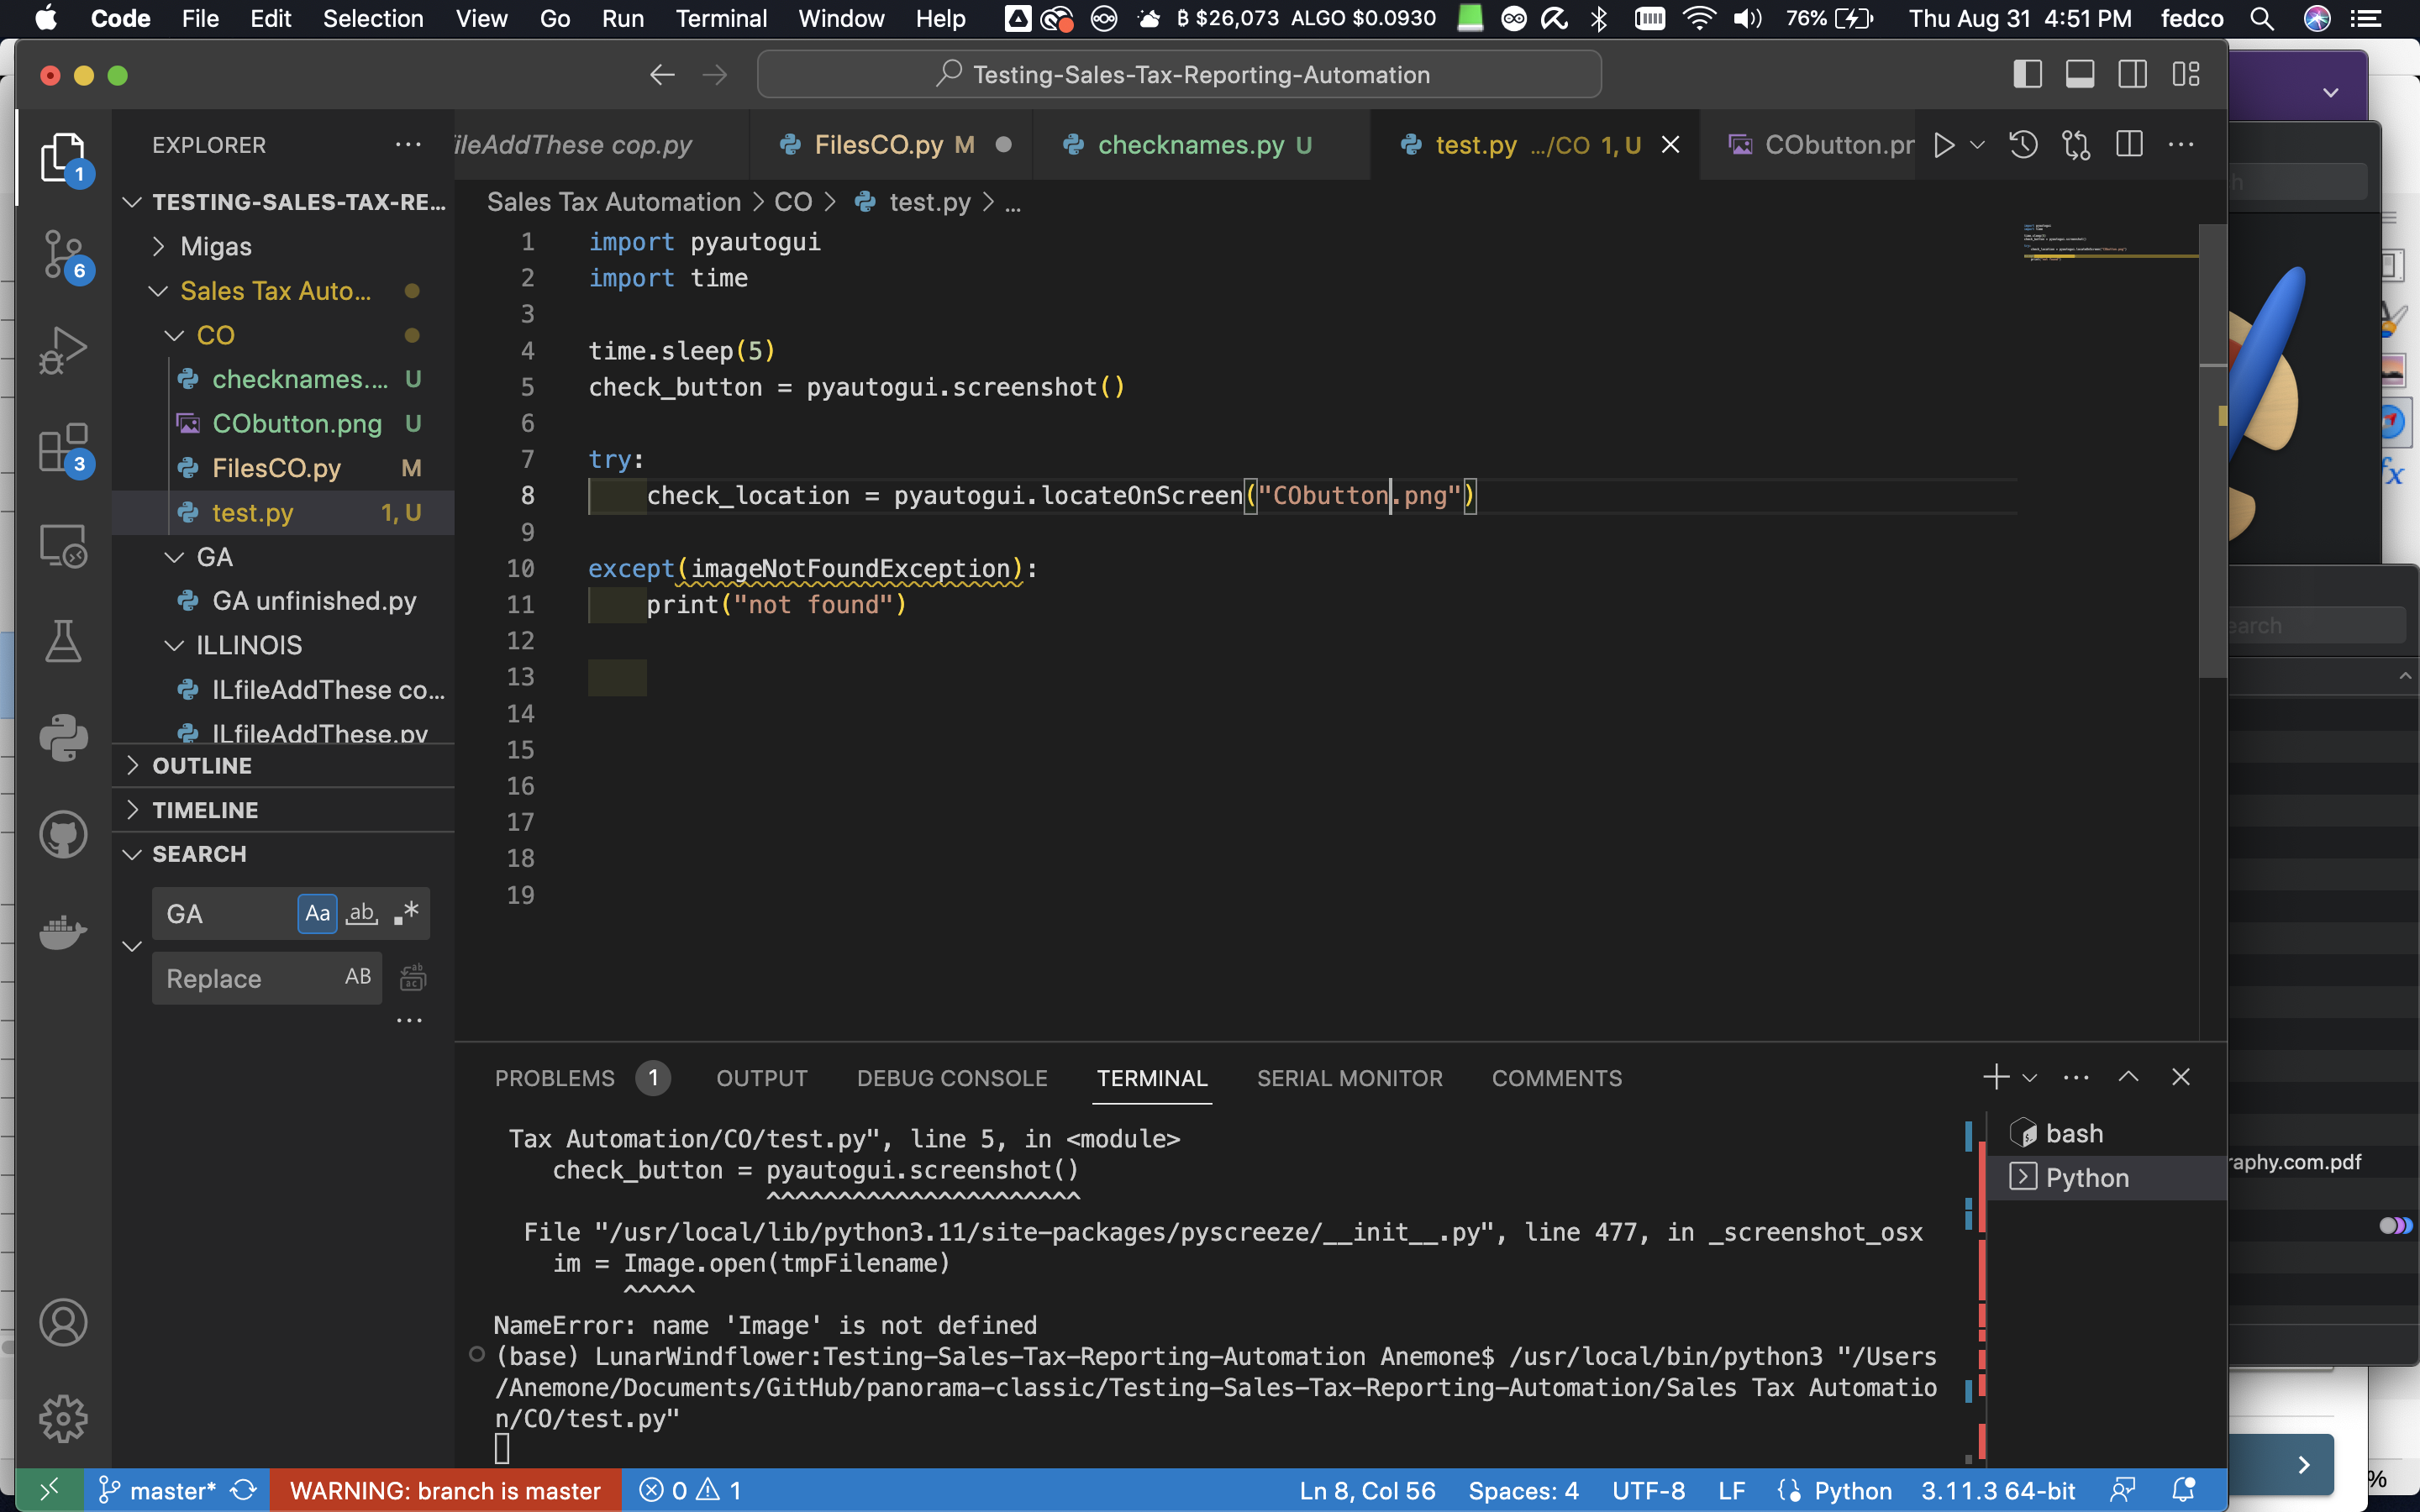 Code File Edit Selection View Go Run Terminal Window Help ₿ $26,073 ALGO $0.0930 76% Thu Aug 31 4:51 PM fedco
Testing-Sales-Tax-Reporting-Automation
EXPLORER
ileAddThese cop.py FilesCO.py M checknames.py U test.py .../CO 1, U CObutton.pr
Sales Tax Automation > CO > test.py > ...
TESTING-SALES-TAX-RE...
Migas
Sales Tax Auto...
CO
checknames.... U
CObutton.png U
FilesCO.py M
test.py 1, U
GA
GA unfinished.py
ILLINOIS
ILfileAddThese co...
ILfileAddThese.py
OUTLINE
TIMELINE
SEARCH
GA Aa ab .*
Replace AB
1
6
3
1 import pyautogui
2 import time
3
4 time.sleep(5)
5 check_button = pyautogui.screenshot()
6
7 try:
8 check_location = pyautogui.locateOnScreen("CObutton.png")
9
10 except(imageNotFoundException):
11 print("not found")
12
13
14
15
16
17
18
19
PROBLEMS 1 OUTPUT DEBUG CONSOLE TERMINAL SERIAL MONITOR COMMENTS
Tax Automation/CO/test.py", line 5, in <module>
check_button = pyautogui.screenshot()
^^^^^^^^^^^^^^^^^^^^^^
File "/usr/local/lib/python3.11/site-packages/pyscreeze/__init__.py", line 477, in _screenshot_osx
im = Image.open(tmpFilename)
^^^^^
NameError: name 'Image' is not defined
(base) LunarWindflower:Testing-Sales-Tax-Reporting-Automation Anemone$ /usr/local/bin/python3 "/Users
/Anemone/Documents/GitHub/panorama-classic/Testing-Sales-Tax-Reporting-Automation/Sales Tax Automatio
n/CO/test.py"
bash
Python
raphy.com.pdf
h
earch
fx
%
master* WARNING: branch is master 0 1 Ln 8, Col 56 Spaces: 4 UTF-8 LF Python 3.11.3 64-bit